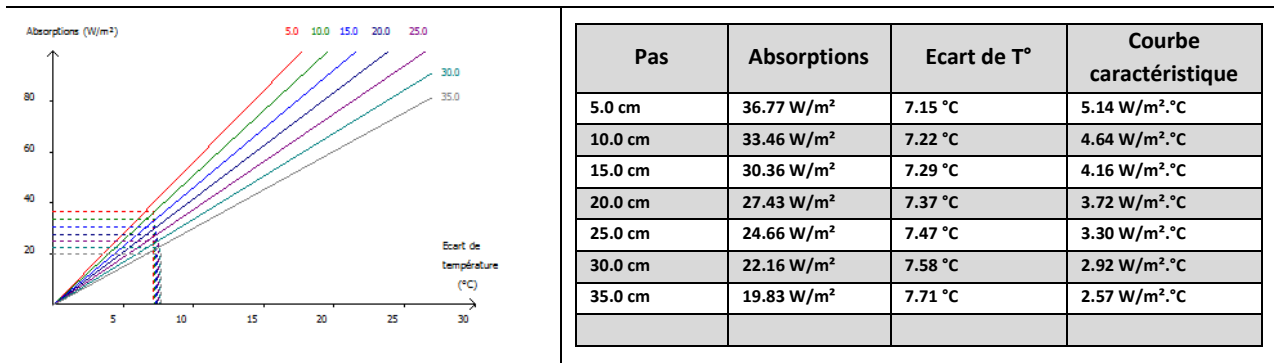 Absorptions (W/m²)
5.0 10.0 15.0 20.0 25.0
30.0
35.0
80
60
40
20
Ecart de
température
(°C)
5 10 15 20 25 30
Pas Absorptions Ecart de T° Courbe
caractéristique
5.0 cm 36.77 W/m² 7.15 °C 5.14 W/m².°C
10.0 cm 33.46 W/m² 7.22 °C 4.64 W/m².°C
15.0 cm 30.36 W/m² 7.29 °C 4.16 W/m².°C
20.0 cm 27.43 W/m² 7.37 °C 3.72 W/m².°C
25.0 cm 24.66 W/m² 7.47 °C 3.30 W/m².°C
30.0 cm 22.16 W/m² 7.58 °C 2.92 W/m².°C
35.0 cm 19.83 W/m² 7.71 °C 2.57 W/m².°C